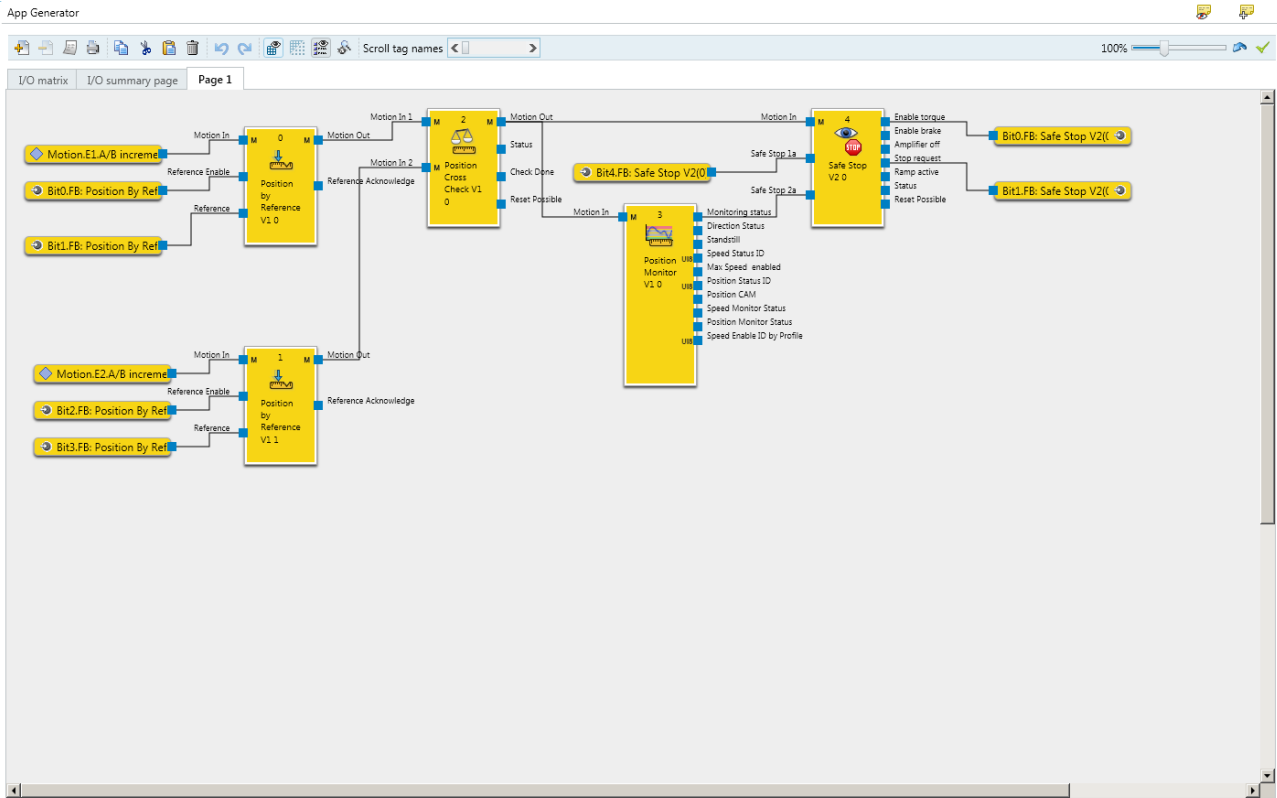 App Generator
Scroll tag names
100%
I/O matrix
I/O summary page
Page 1
Motion In
Motion.E1.A/B increme
Reference Enable
Bit0.FB: Position By Ref
Reference
Bit1.FB: Position By Ref
M 0 M
Position
by
Reference
V1 0
Motion Out
Reference Acknowledge
Motion In
Motion.E2.A/B increme
Reference Enable
Bit2.FB: Position By Ref
Reference
Bit3.FB: Position By Ref
M 1 M
Position
by
Reference
V1 1
Motion Out
Reference Acknowledge
Motion In 1
Motion In 2
M 2 M
M
Position
Cross
Check V1
0
Motion Out
Status
Check Done
Reset Possible
Motion In
M 3
Position
Monitor
V1 0
UI8
UI8
UI8
Monitoring status
Direction Status
Standstill
Speed Status ID
Max Speed enabled
Position Status ID
Position CAM
Speed Monitor Status
Position Monitor Status
Speed Enable ID by Profile
Motion In
Safe Stop 1a
Bit4.FB: Safe Stop V2(0
Safe Stop 2a
M 4
STOP
Safe Stop
V2 0
Enable torque
Enable brake
Amplifier off
Stop request
Ramp active
Status
Reset Possible
Bit0.FB: Safe Stop V2(0
Bit1.FB: Safe Stop V2(0